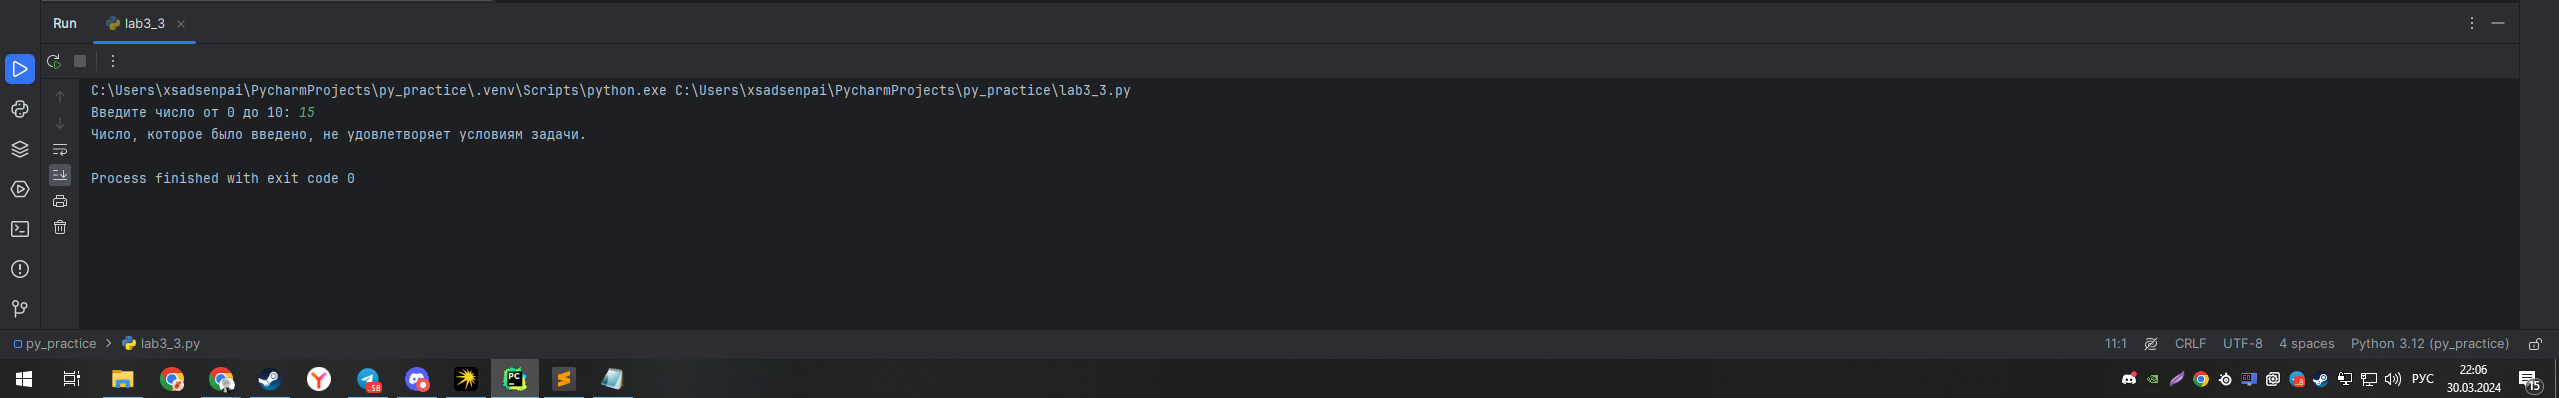 Run lab3_3
C:\Users\xsadsenpai\PycharmProjects\py_practice\.venv\Scripts\python.exe C:\Users\xsadsenpai\PycharmProjects\py_practice\lab3_3.py
Введите число от 0 до 10: 15
Число, которое было введено, не удовлетворяет условиям задачи.
Process finished with exit code 0
py_practice > lab3_3.py 11:1 CRLF UTF-8 4 spaces Python 3.12 (py_practice)
PC 58 60 8 РУС 22:06
30.03.2024 15